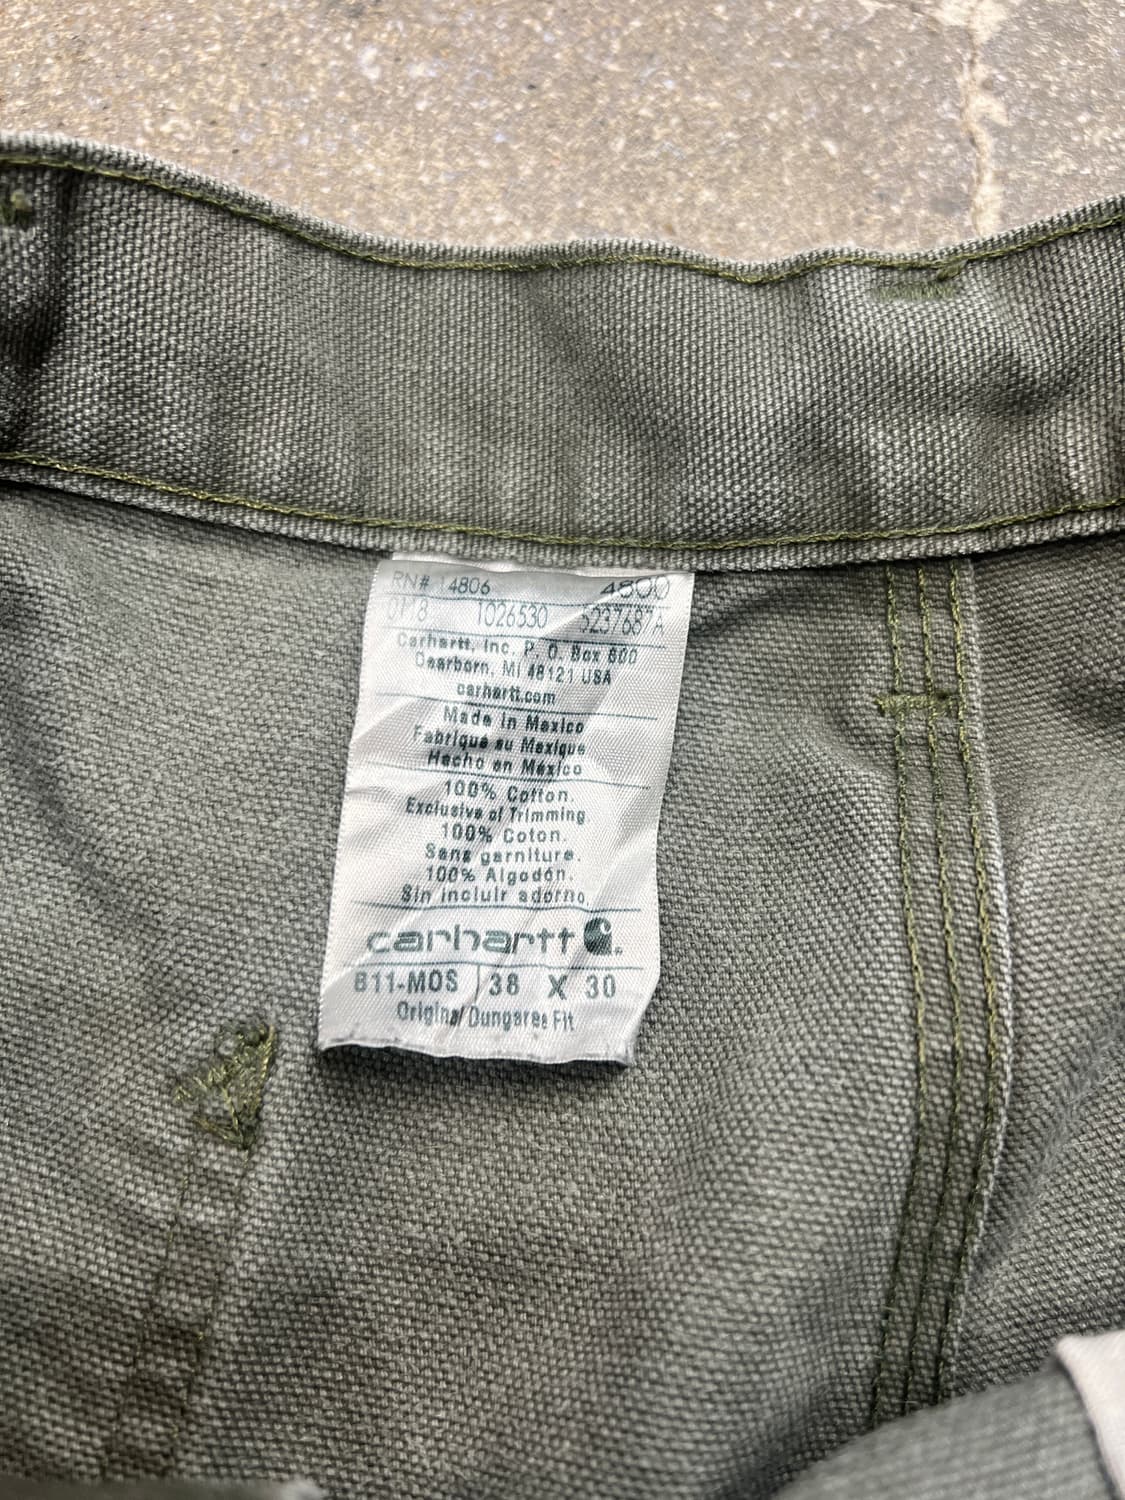 RN# 14806 4800
0118 1026530 5237687A
Carhartt, Inc. P. O. Box 600
Dearborn, MI 48121 USA
carhartt.com
Made in Mexico
Fabriqué au Mexique
Hecho en México
100% Cotton.
Exclusive of Trimming
100% Coton.
Sans garniture.
100% Algodón.
Sin incluir adorno
carhartt
B11-MOS 38 X 30
Original Dungaree Fit